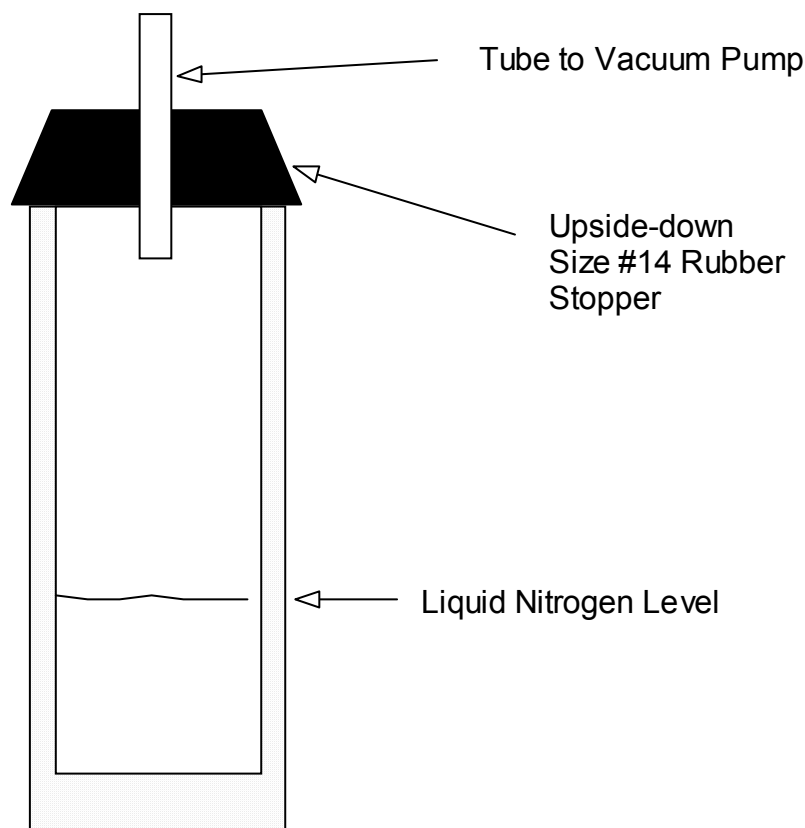 Tube to Vacuum Pump
Upside-down
Size #14 Rubber
Stopper
Liquid Nitrogen Level